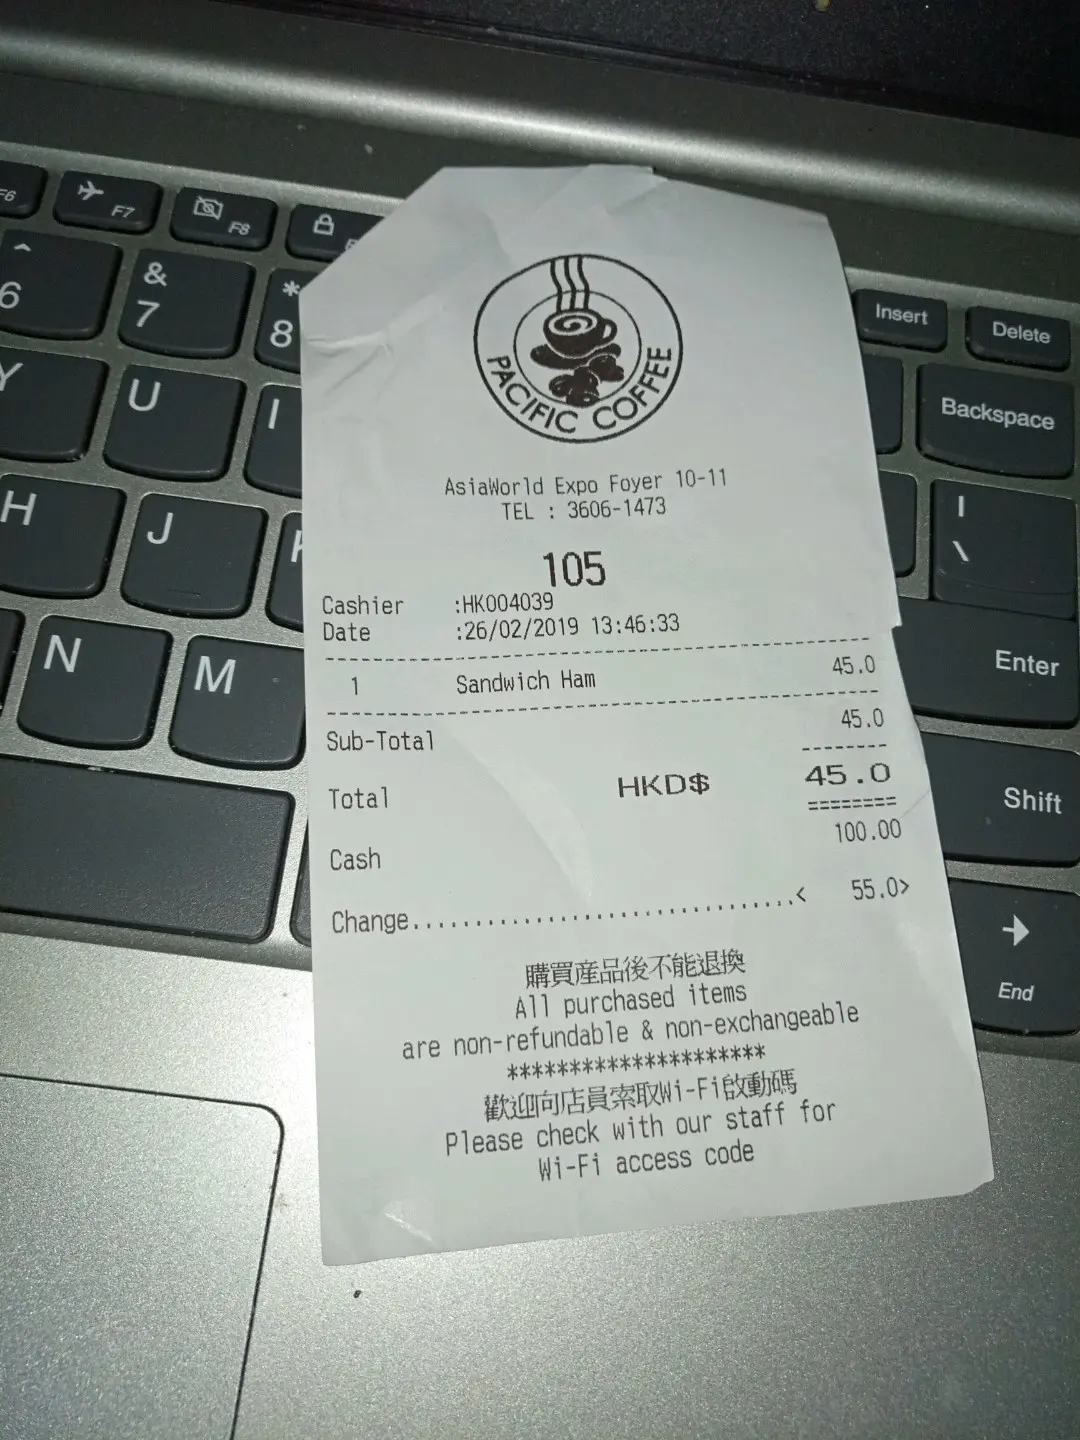 F6
F7
F8
^
6
&
7
*
8
Insert
Delete
Y
U
I
Backspace
H
J
|
\
N
M
Enter
Shift
End
PACIFIC COFFEE
AsiaWorld Expo Foyer 10-11
TEL : 3606-1473
105
Cashier :HK004039
Date :26/02/2019 13:46:33
1 Sandwich Ham 45.0
Sub-Total 45.0
Total HKD$ 45.0
Cash 100.00
Change................................< 55.0>
購買產品後不能退換
All purchased items
are non-refundable & non-exchangeable
*********************
歡迎向店員索取Wi-Fi啟動碼
Please check with our staff for
Wi-Fi access code